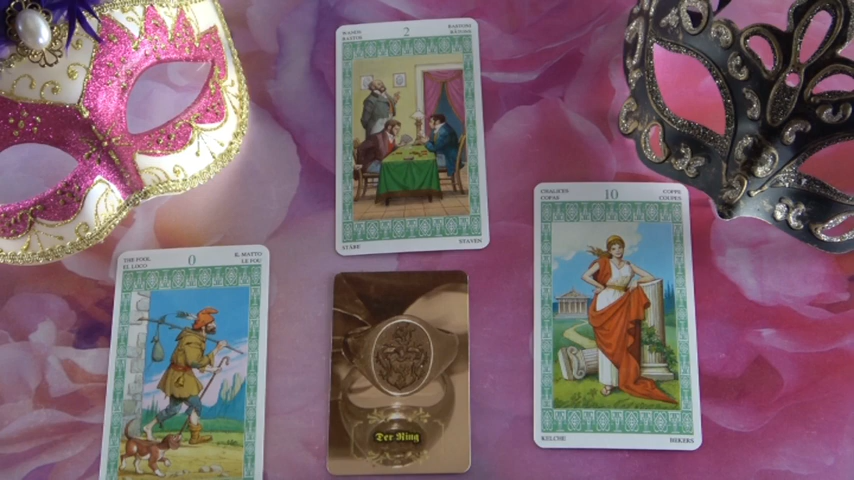 WANDS 2 BASTONI
BASTOS BÂTONS
STÄBE STAVEN
CHALICES 10 COPPE
COPAS COUPES
KELCHE BEKERS
THE FOOL 0 IL MATTO
EL LOCO LE FOU
Der Ring